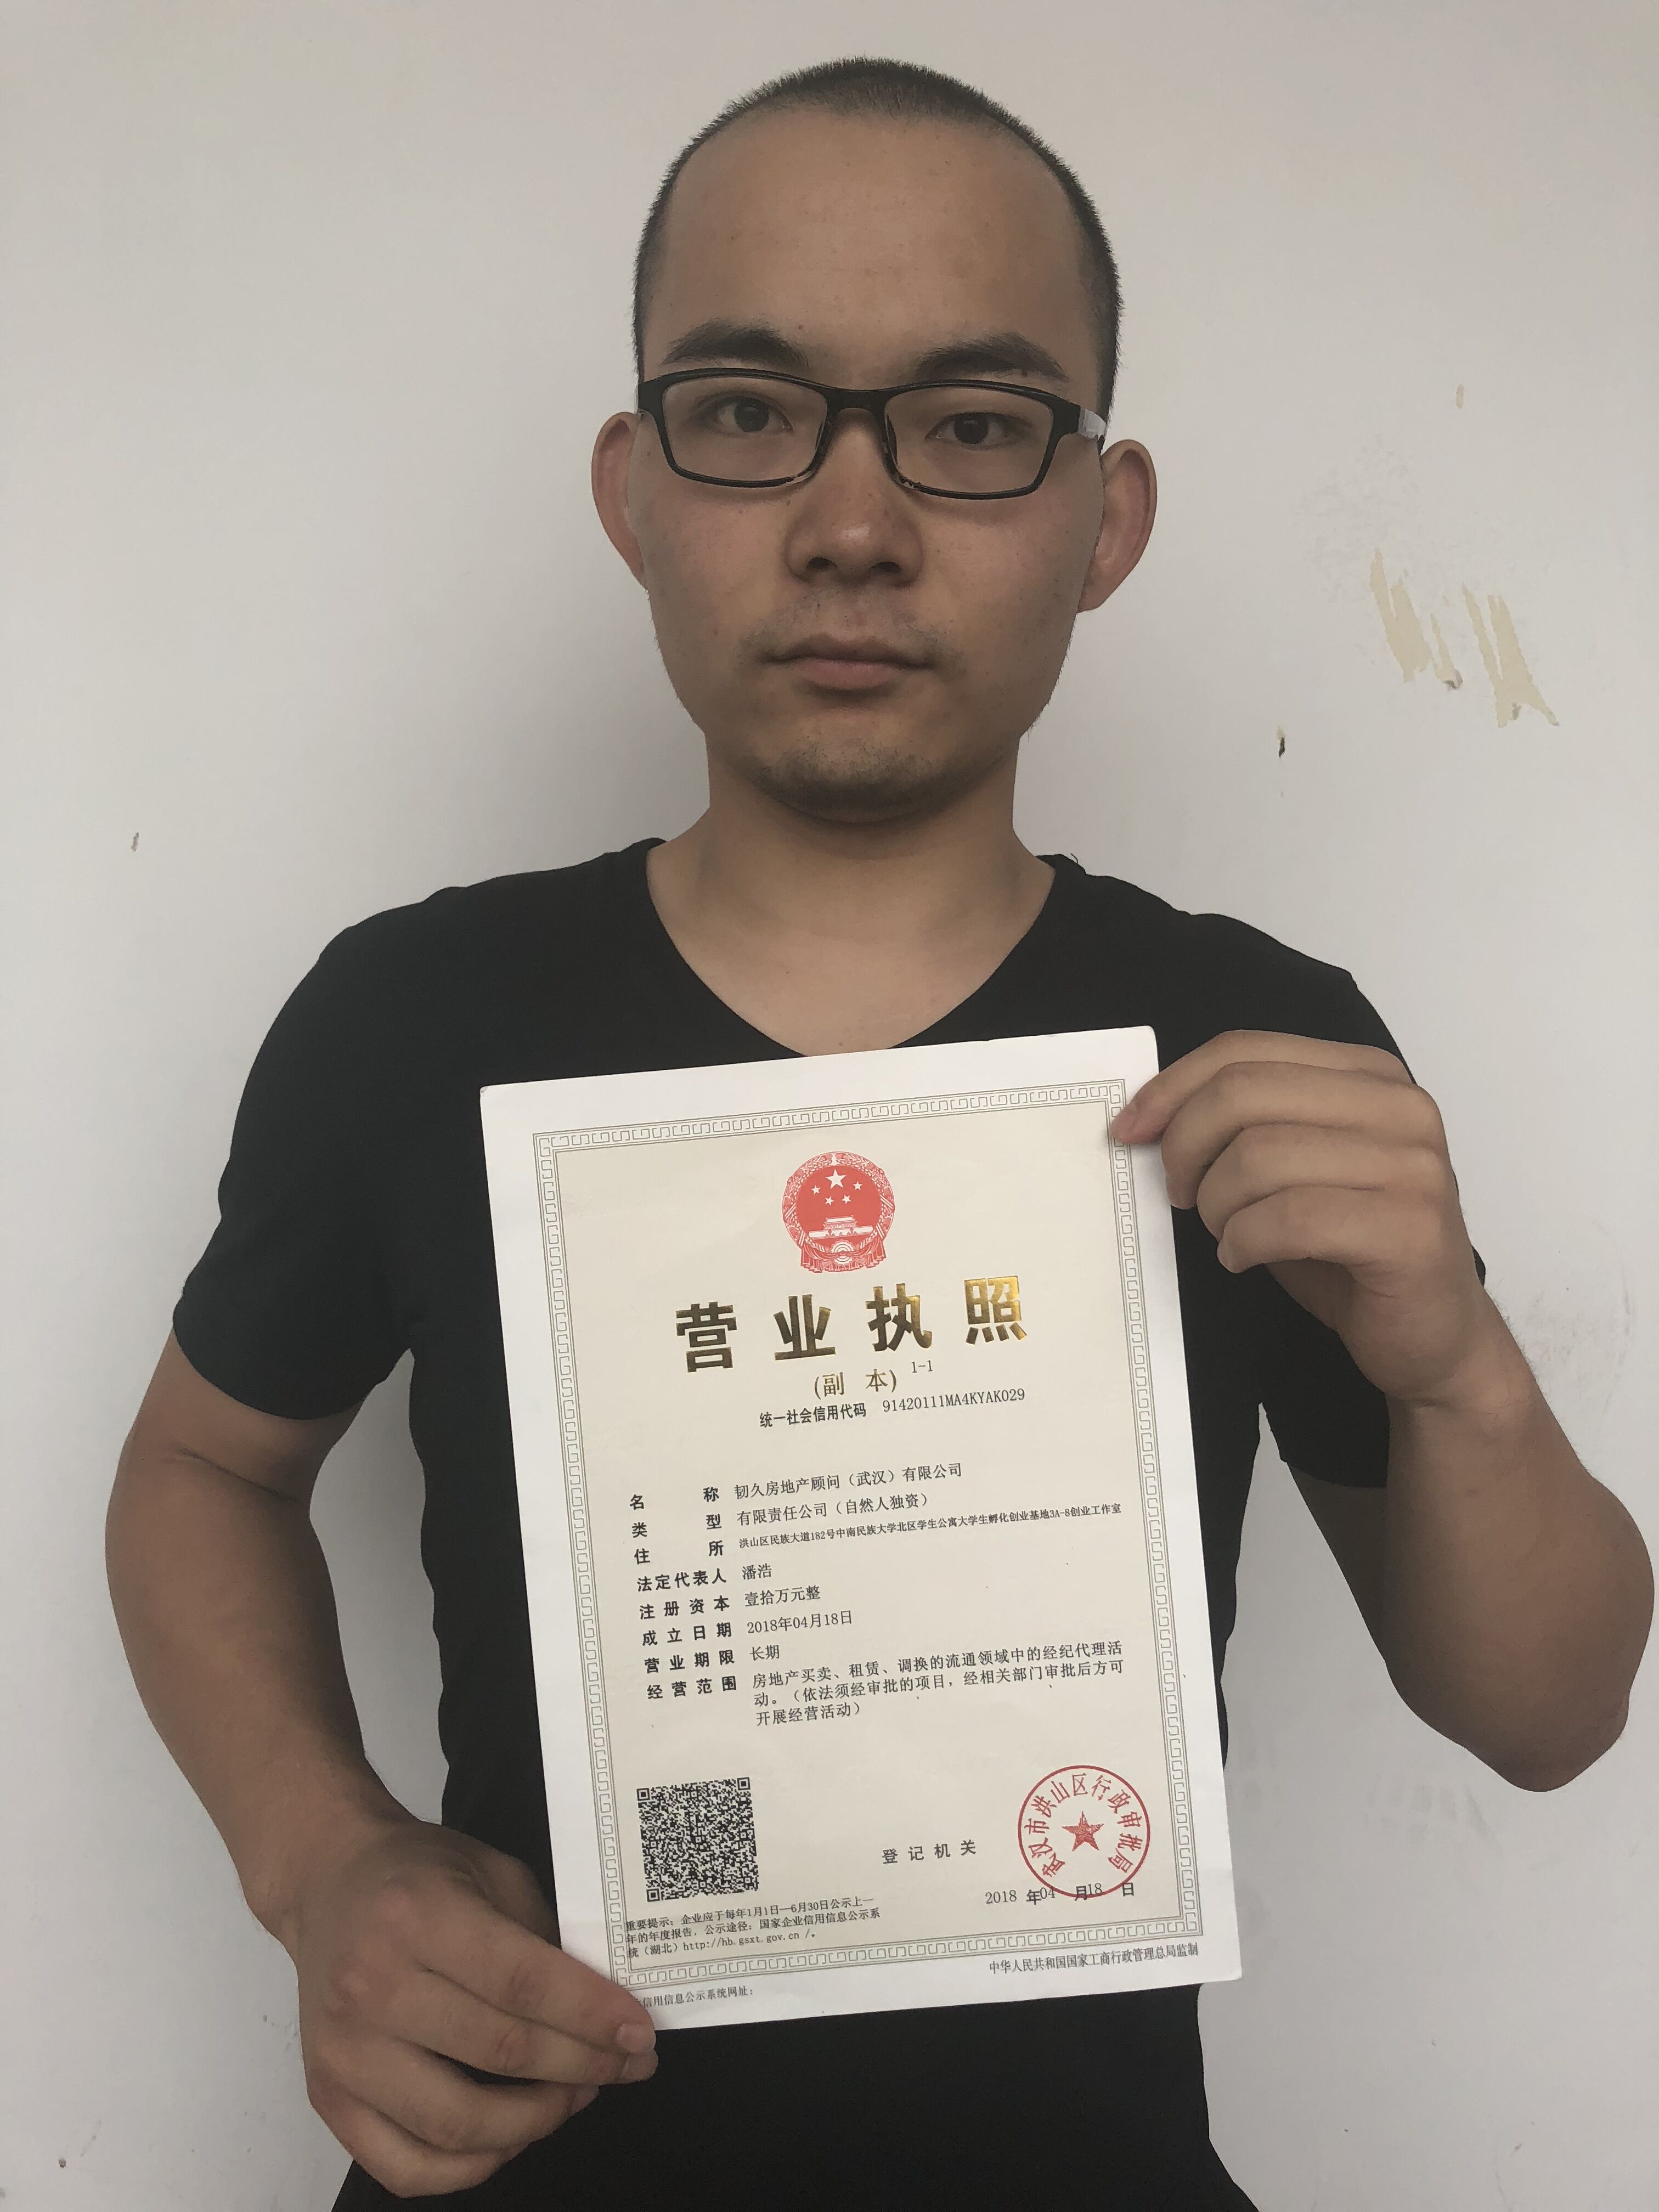 营业执照
(副 本) 1-1
统一社会信用代码 91420111MA4KYAK029
名 称 韧久房地产顾问（武汉）有限公司
类 型 有限责任公司（自然人独资）
住 所 洪山区民族大道182号中南民族大学北区学生公寓大学生孵化创业基地3A-8创业工作室
法定代表人 潘浩
注册资本 壹拾万元整
成立日期 2018年04月18日
营业期限 长期
经营范围 房地产买卖、租赁、调换的流通领域中的经纪代理活
动。（依法须经审批的项目，经相关部门审批后方可
开展经营活动）
登记机关
武汉市洪山区行政审批局
2018 年04 月18 日
重要提示：企业应于每年1月1日—6月30日公示上一
年的年度报告，公示途径：国家企业信用信息公示系
统（湖北）http://hb.gsxt.gov.cn /。
信用信息公示系统网址：
中华人民共和国国家工商行政管理总局监制